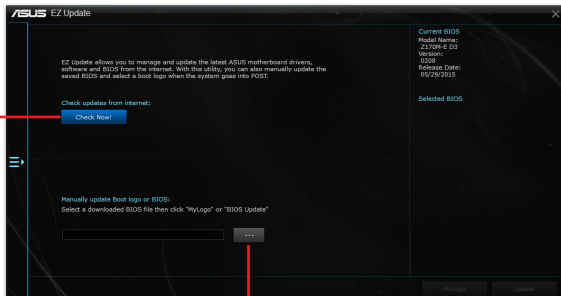 ASUS EZ Update
EZ Update allows you to manage and update the latest ASUS motherboard drivers,
software and BIOS from the internet. With this utility, you can also manually update the
saved BIOS and select a boot logo when the system goes into POST.
Check updates from internet:
Check Now!
Manually update Boot logo or BIOS:
Select a downloaded BIOS file then click "MyLogo" or "BIOS Update"
...
Current BIOS
Model Name:
Z170M-E D3
Version:
0208
Release Date:
05/29/2015
Selected BIOS
MyLogo
Update